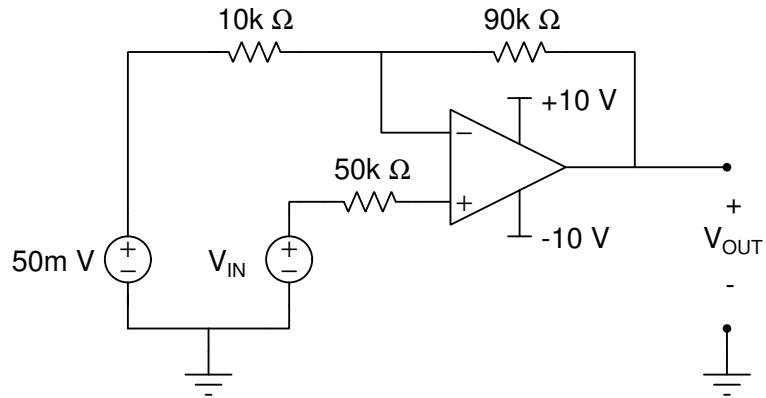 10k Ω
90k Ω
+10 V
−
50k Ω
+
-10 V
+
50m V
+
−
V_IN
+
−
V_OUT
-